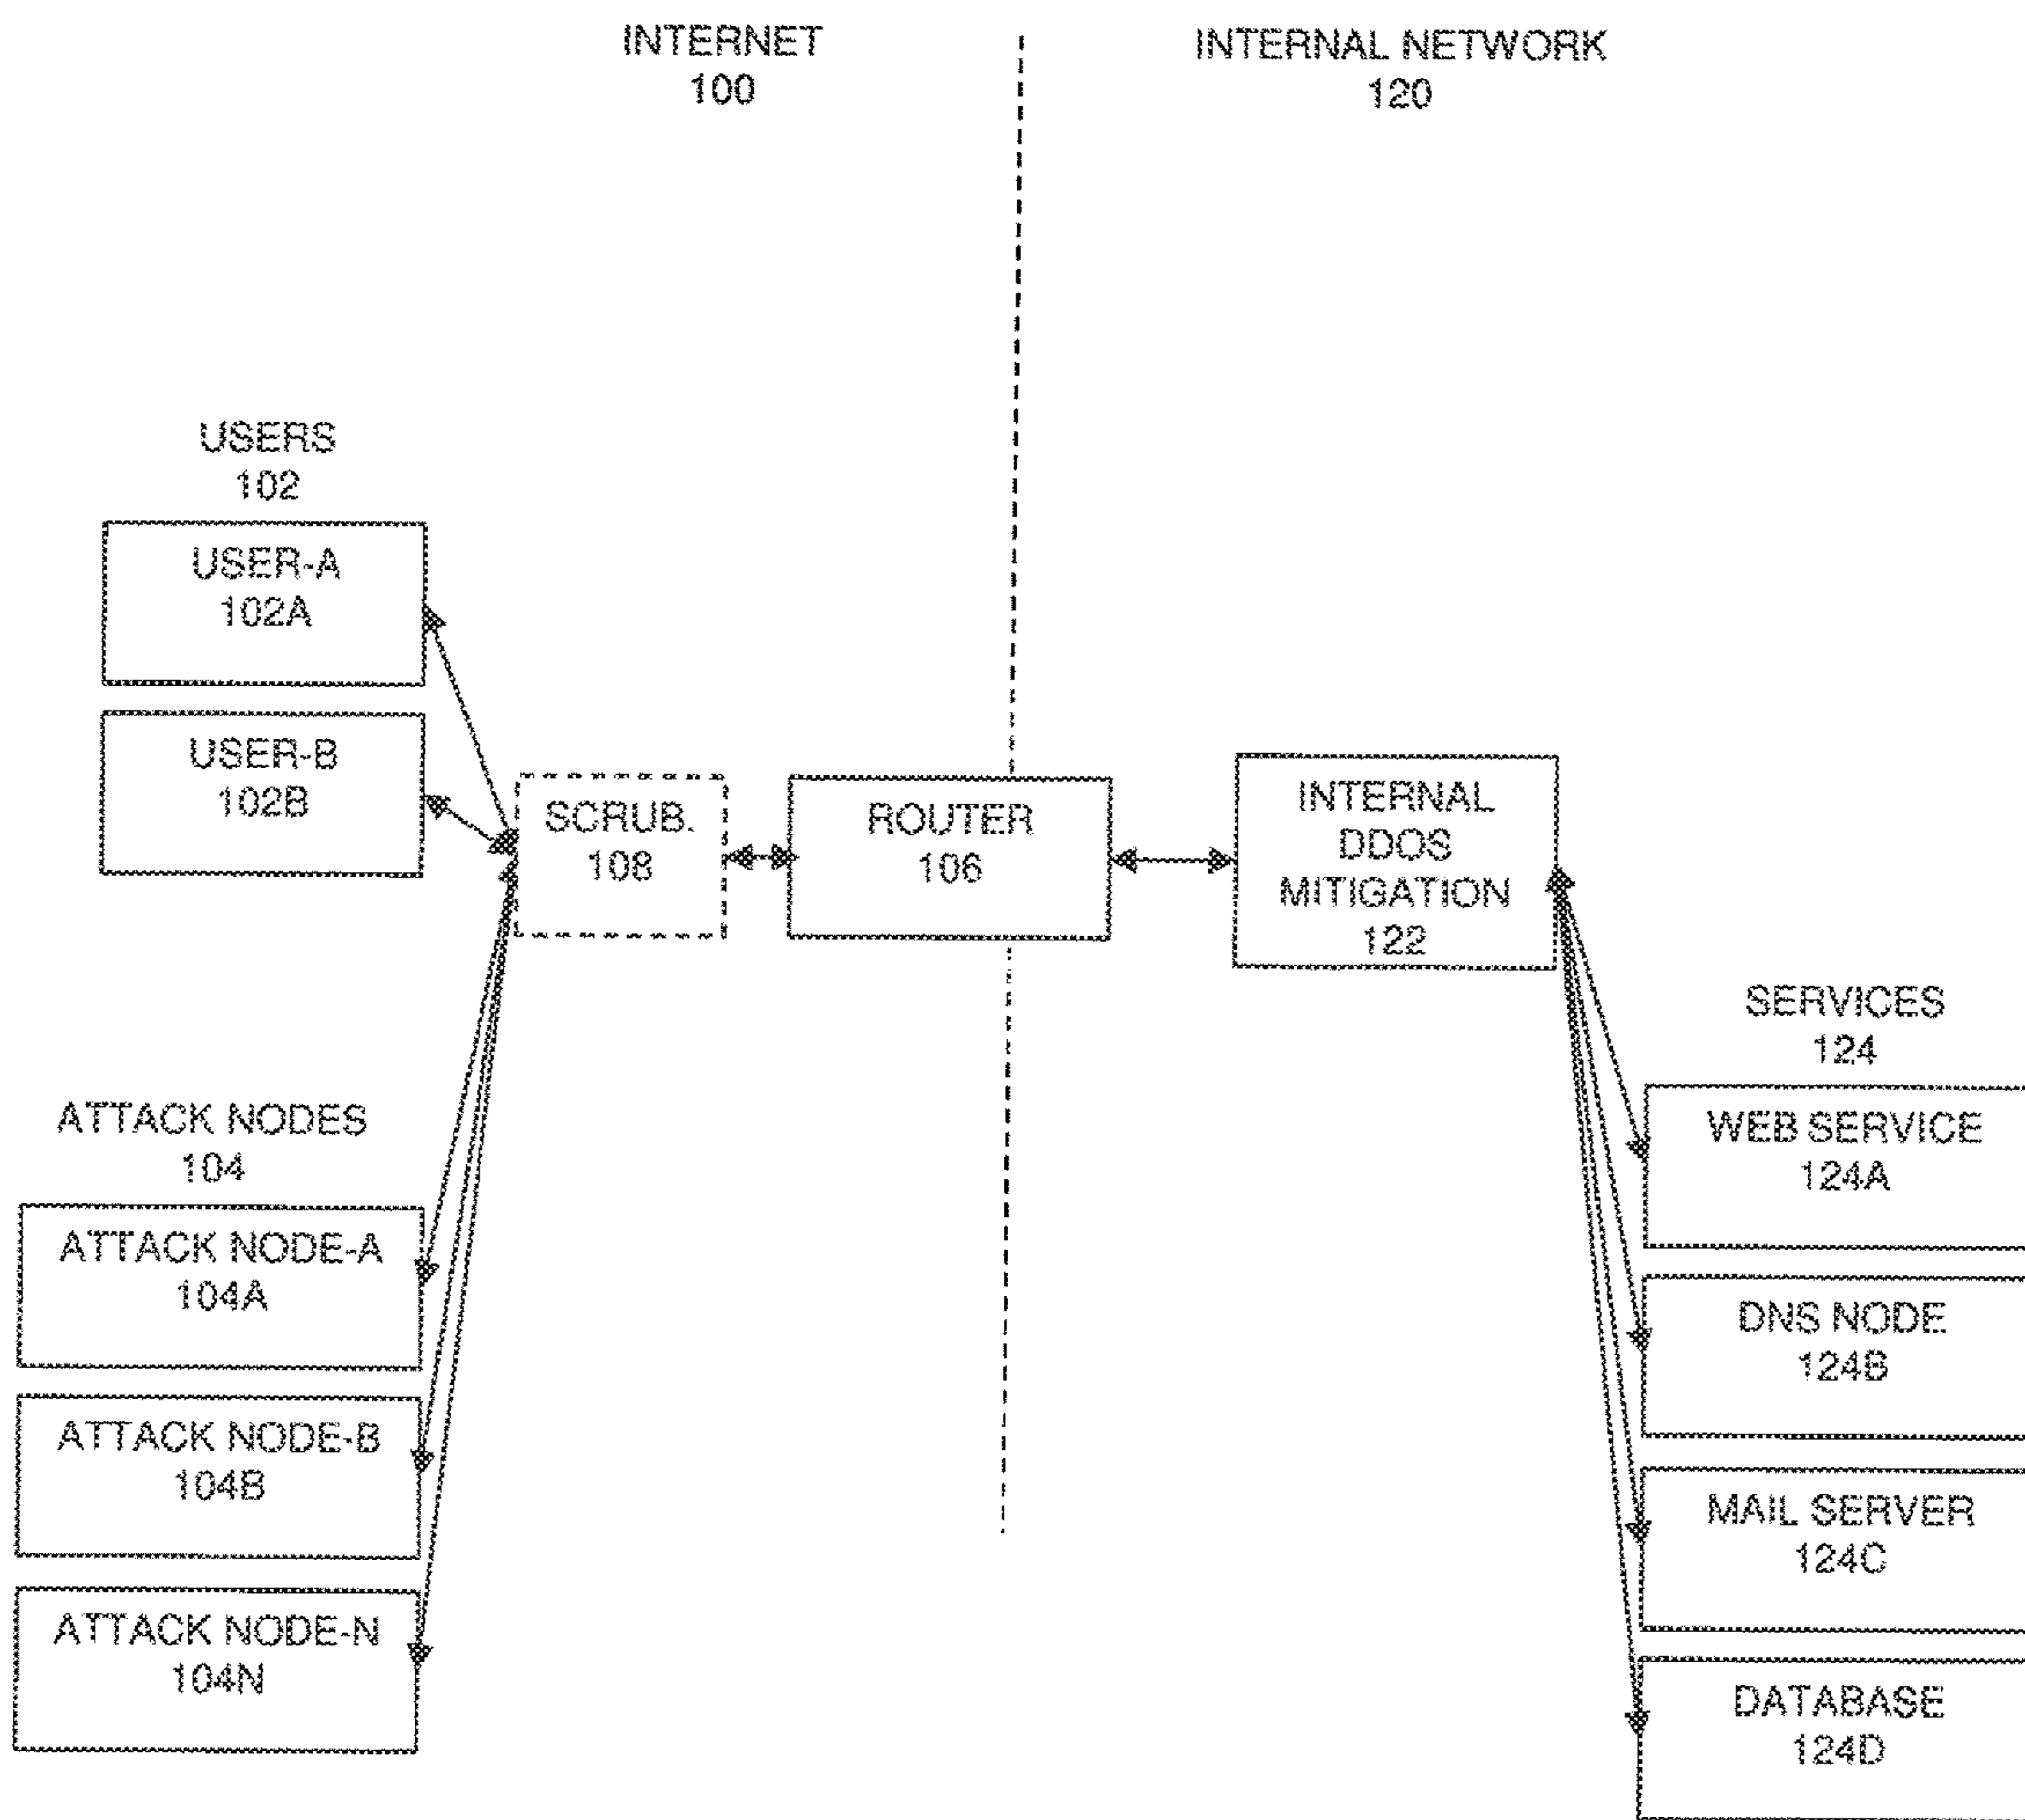 INTERNET
100
INTERNAL NETWORK
120
USERS
102
USER-A
102A
USER-B
102B
SCRUB.
108
ROUTER
106
INTERNAL
DDOS
MITIGATION
122
ATTACK NODES
104
ATTACK NODE-A
104A
ATTACK NODE-B
104B
ATTACK NODE-N
104N
SERVICES
124
WEB SERVICE
124A
DNS NODE
124B
MAIL SERVER
124C
DATABASE
124D